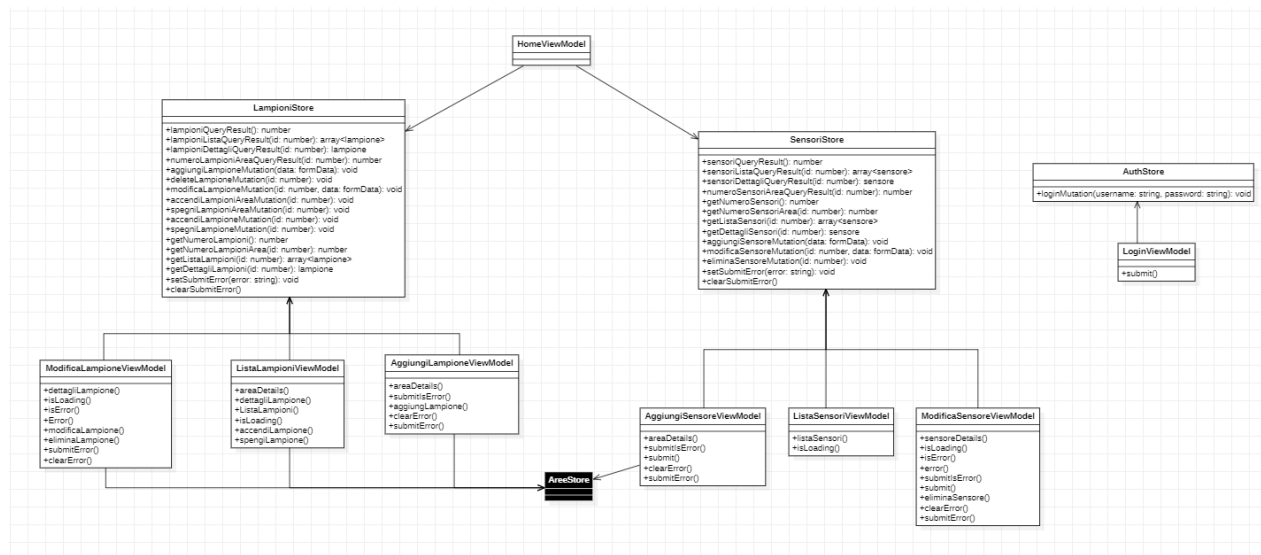 HomeViewModel
LampioniStore
+lampioniQueryResult(): number
+lampioniListaQueryResult(id: number): array<lampione>
+lampioniDettagliQueryResult(id: number): lampione
+numeroLampioniAreaQueryResult(id: number): number
+aggiungiLampioneMutation(data: formData): void
+deleteLampioneMutation(id: number): void
+modificaLampioneMutation(id: number, data: formData): void
+accendiLampioniAreaMutation(id: number): void
+spegniLampioniAreaMutation(id: number): void
+accendiLampioneMutation(id: number): void
+spegniLampioneMutation(id: number): void
+getNumeroLampioni(): number
+getNumeroLampioniArea(id: number): number
+getListaLampioni(id: number): array<lampione>
+getDettagliLampioni(id: number): lampione
+setSubmitError(error: string): void
+clearSubmitError()
SensoriStore
+sensoriQueryResult(): number
+sensoriListaQueryResult(id: number): array<sensore>
+sensoriDettagliQueryResult(id: number): sensore
+numeroSensoriAreaQueryResult(id: number): number
+getNumeroSensori(): number
+getNumeroSensoriArea(id: number): number
+getListaSensori(id: number): array<sensore>
+getDettagliSensori(id: number): sensore
+aggiungiSensoreMutation(data: formData): void
+modificaSensoreMutation(id: number, data: formData): void
+eliminaSensoreMutation(id: number): void
+setSubmitError(error: string): void
+clearSubmitError()
AuthStore
+loginMutation(username: string, password: string): void
LoginViewModel
+submit()
ModificaLampioneViewModel
+dettagliLampione()
+isLoading()
+isError()
+Error()
+modificaLampione()
+eliminaLampione()
+submitError()
+clearError()
ListaLampioniViewModel
+areaDetails()
+dettagliLampione()
+ListaLampioni()
+isLoading()
+accendiLampione()
+spengiLampione()
AggiungiLampioneViewModel
+areaDetails()
+submitIsError()
+aggiungLampione()
+clearError()
+submitError()
AreeStore
AggiungiSensoreViewModel
+areaDetails()
+submitIsError()
+submit()
+clearError()
+submitError()
ListaSensoriViewModel
+listaSensori()
+isLoading()
ModificaSensoreViewModel
+sensoreDetails()
+isLoading()
+isError()
+error()
+submitIsError()
+submit()
+eliminaSensore()
+clearError()
+submitError()